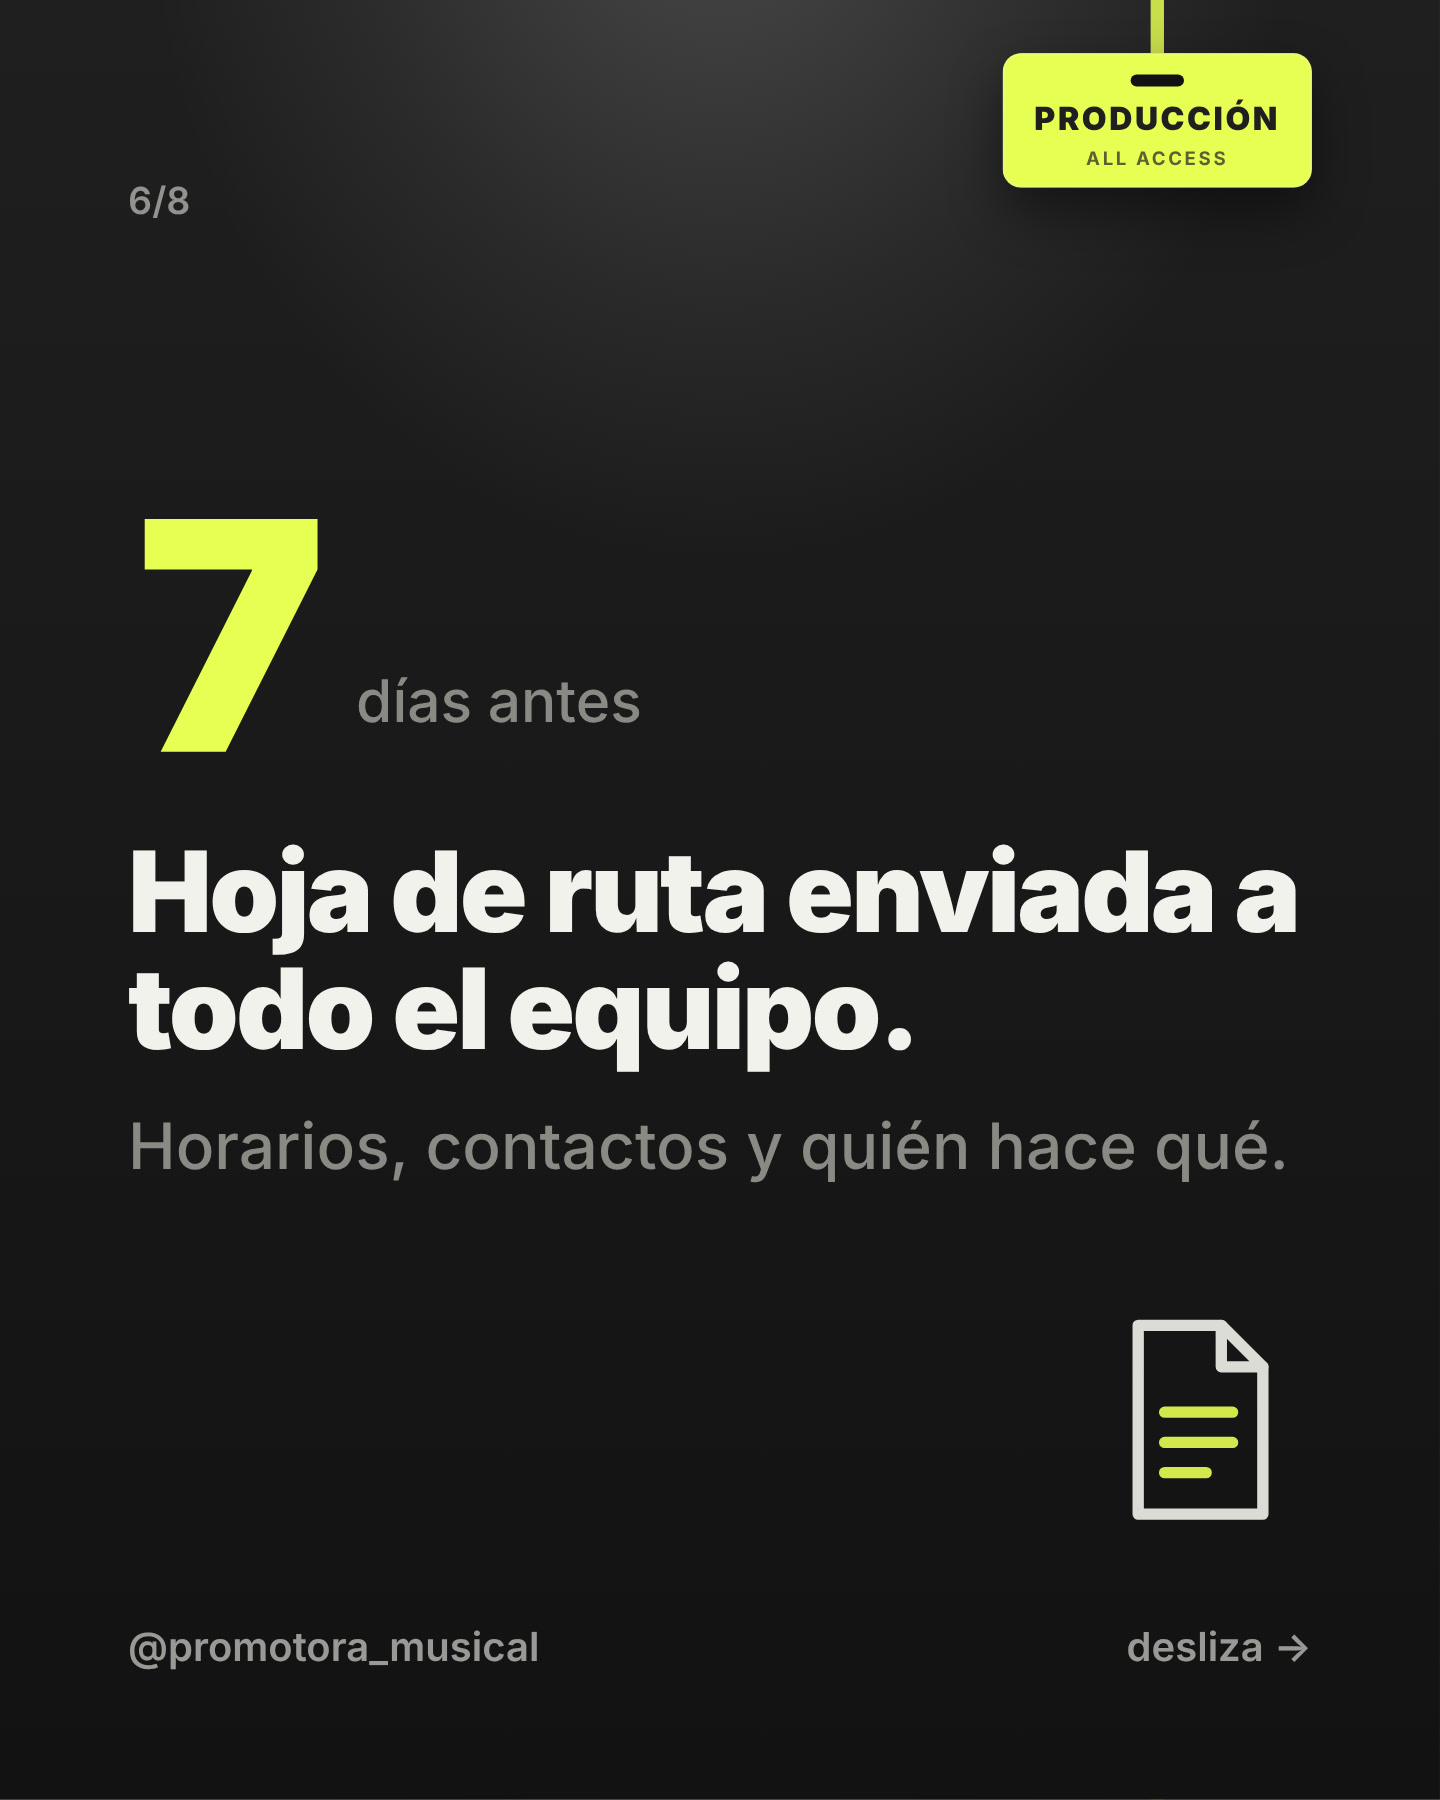 PRODUCCIÓN
ALL ACCESS
6/8
7 días antes
Hoja de ruta enviada a
todo el equipo.
Horarios, contactos y quién hace qué.
@promotora_musical
desliza →